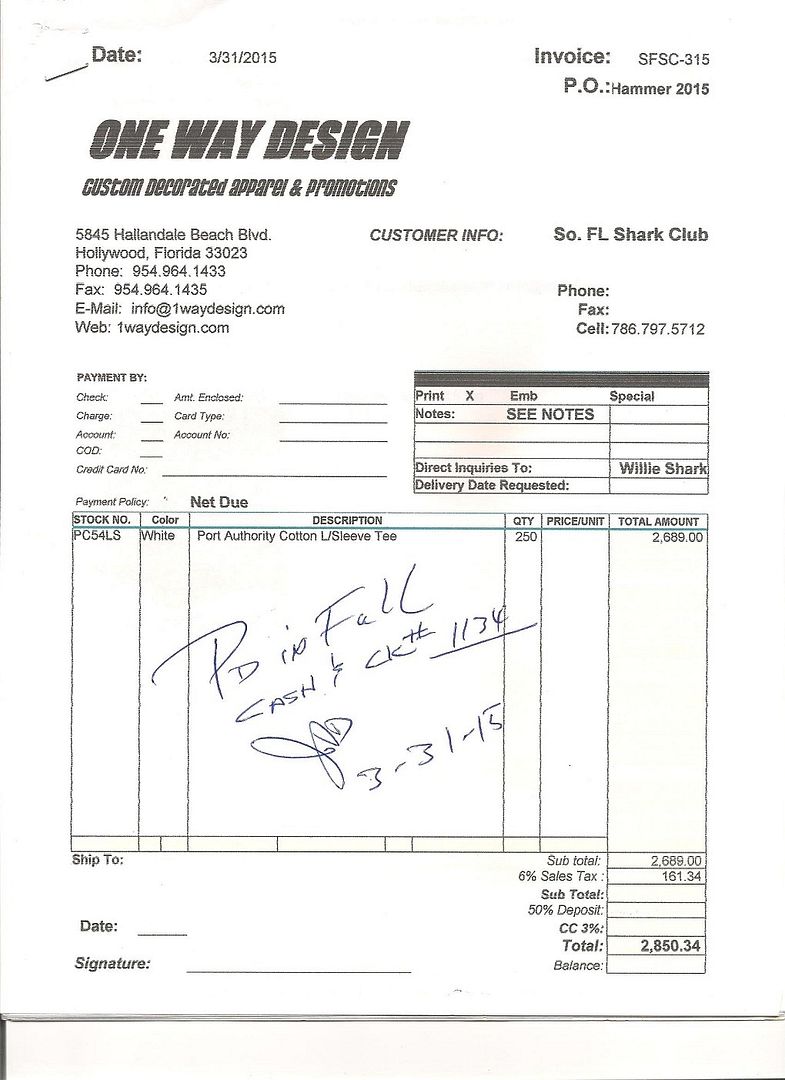 Date: 3/31/2015 Invoice: SFSC-315
P.O.: Hammer 2015
ONE WAY DESIGN
Custom Decorated Apparel & Promotions
5845 Hallandale Beach Blvd. CUSTOMER INFO: So. FL Shark Club
Hollywood, Florida 33023
Phone: 954.964.1433
Fax: 954.964.1435 Phone:
E-Mail: info@1waydesign.com Fax:
Web: 1waydesign.com Cell: 786.797.5712
PAYMENT BY:
Check: Amt. Enclosed: Print X Emb Special
Charge: Card Type: Notes: SEE NOTES
Account: Account No:
COD:
Credit Card No: Direct Inquiries To: Willie Shark
Delivery Date Requested:
Payment Policy: Net Due
STOCK NO. Color DESCRIPTION QTY PRICE/UNIT TOTAL AMOUNT
PC54LS White Port Authority Cotton L/Sleeve Tee 250 2,689.00
PD in Full
CASH & CK# 1134
3-31-15
Ship To: Sub total: 2,689.00
6% Sales Tax : 161.34
Sub Total:
50% Deposit:
Date: CC 3%:
Total: 2,850.34
Signature: Balance: